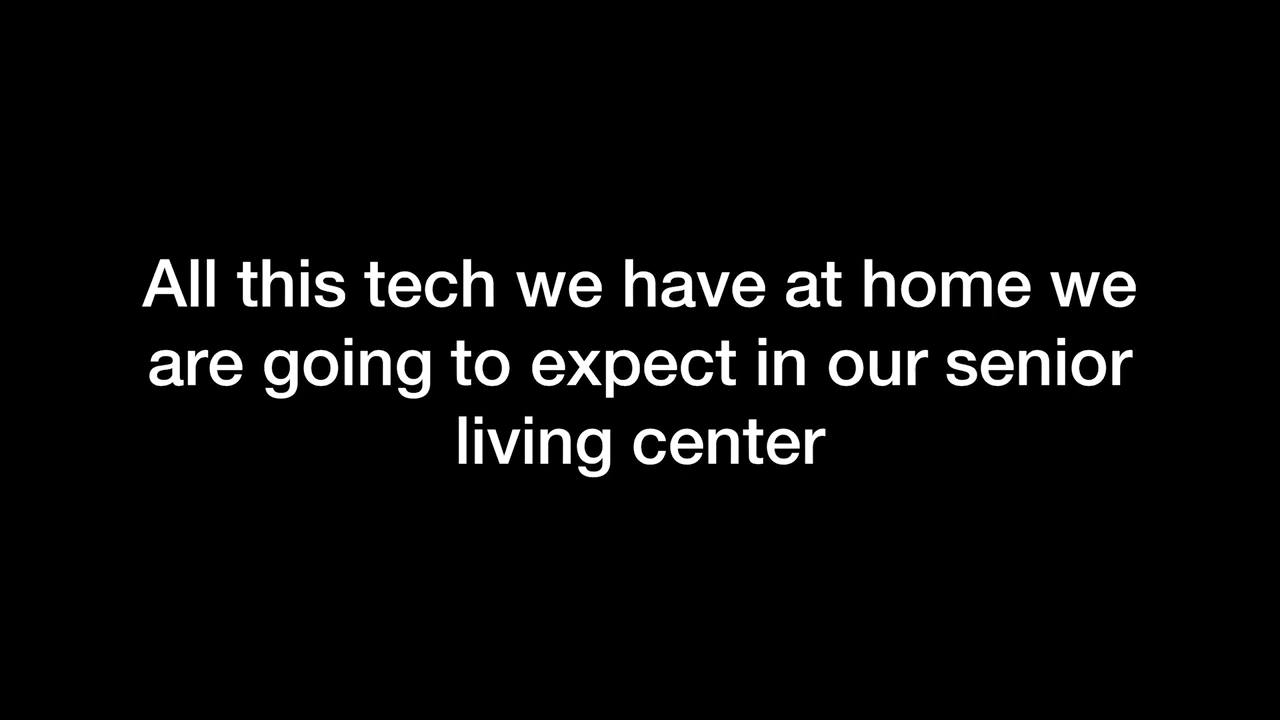 All this tech we have at home we
are going to expect in our senior
living center